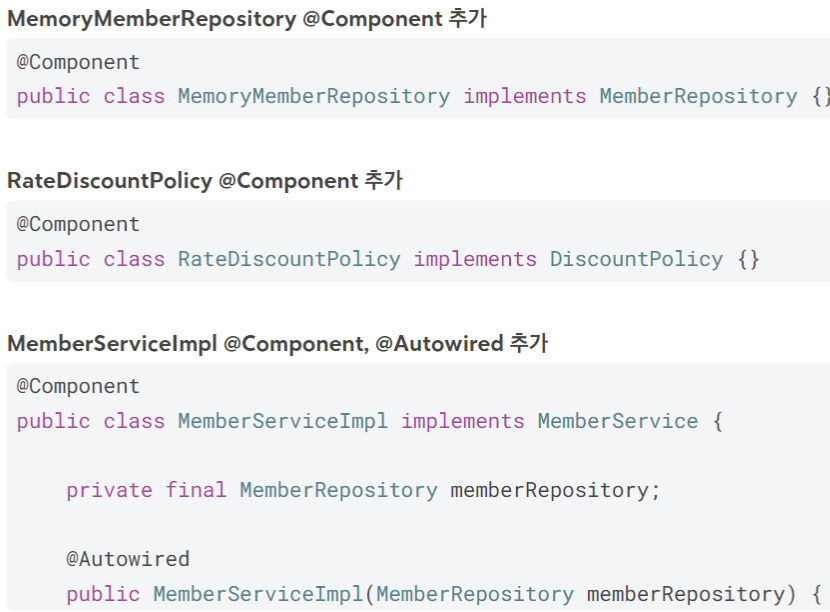 MemoryMemberRepository @Component 추가
@Component
public class MemoryMemberRepository implements MemberRepository {}
RateDiscountPolicy @Component 추가
@Component
public class RateDiscountPolicy implements DiscountPolicy {}
MemberServiceImpl @Component, @Autowired 추가
@Component
public class MemberServiceImpl implements MemberService {
private final MemberRepository memberRepository;
@Autowired
public MemberServiceImpl(MemberRepository memberRepository) {